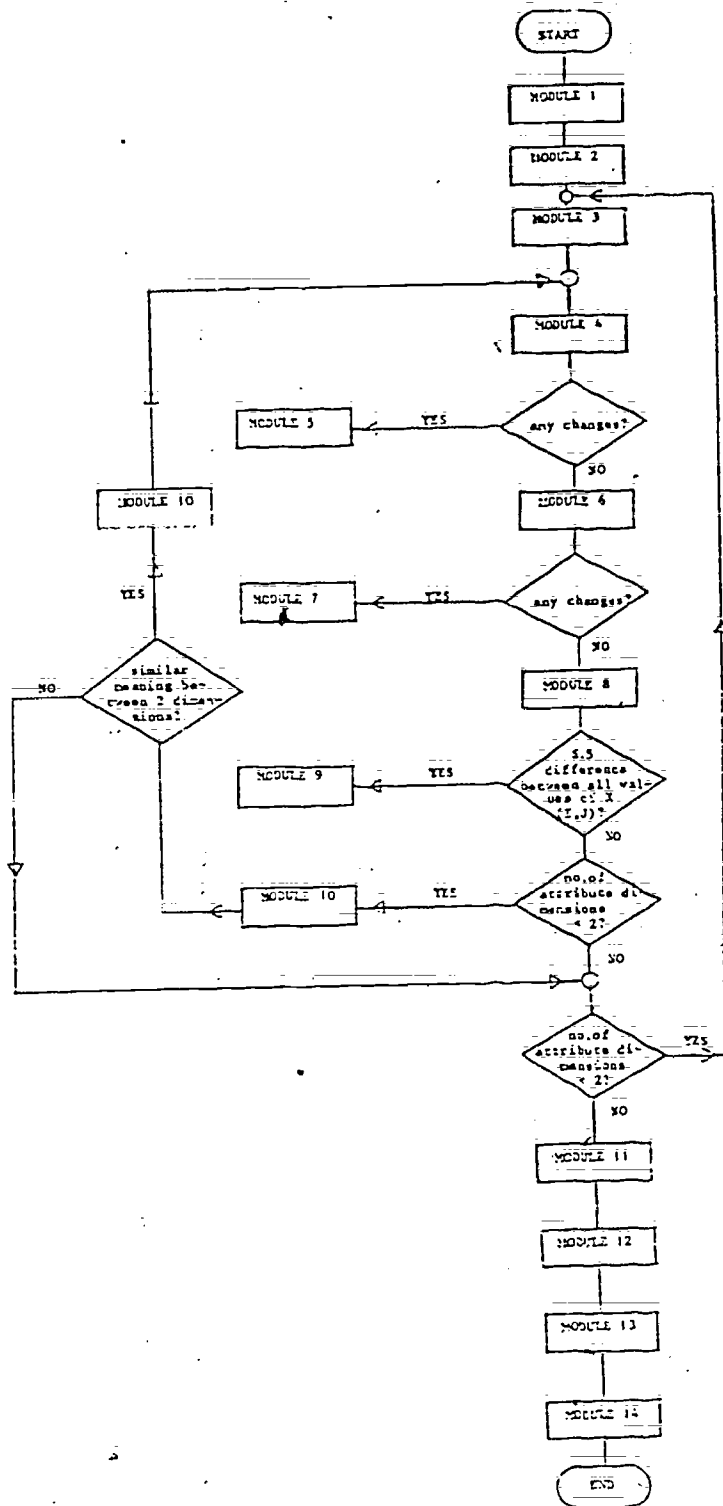 START
MODULE 1
MODULE 2
MODULE 3
MODULE 4
any changes?
YES
MODULE 5
NO
MODULE 6
MODULE 10
any changes?
YES
MODULE 7
YES
NO
MODULE 8
similar
meaning be-
tween 2 dimen-
sions?
NO
difference
between all val-
ues of X
(I,J)?
YES
MODULE 9
NO
no.of
attribute di-
mensions
< 2?
YES
MODULE 10
NO
no.of
attribute di-
mensions
< 2?
YES
NO
MODULE 11
MODULE 12
MODULE 13
MODULE 14
END